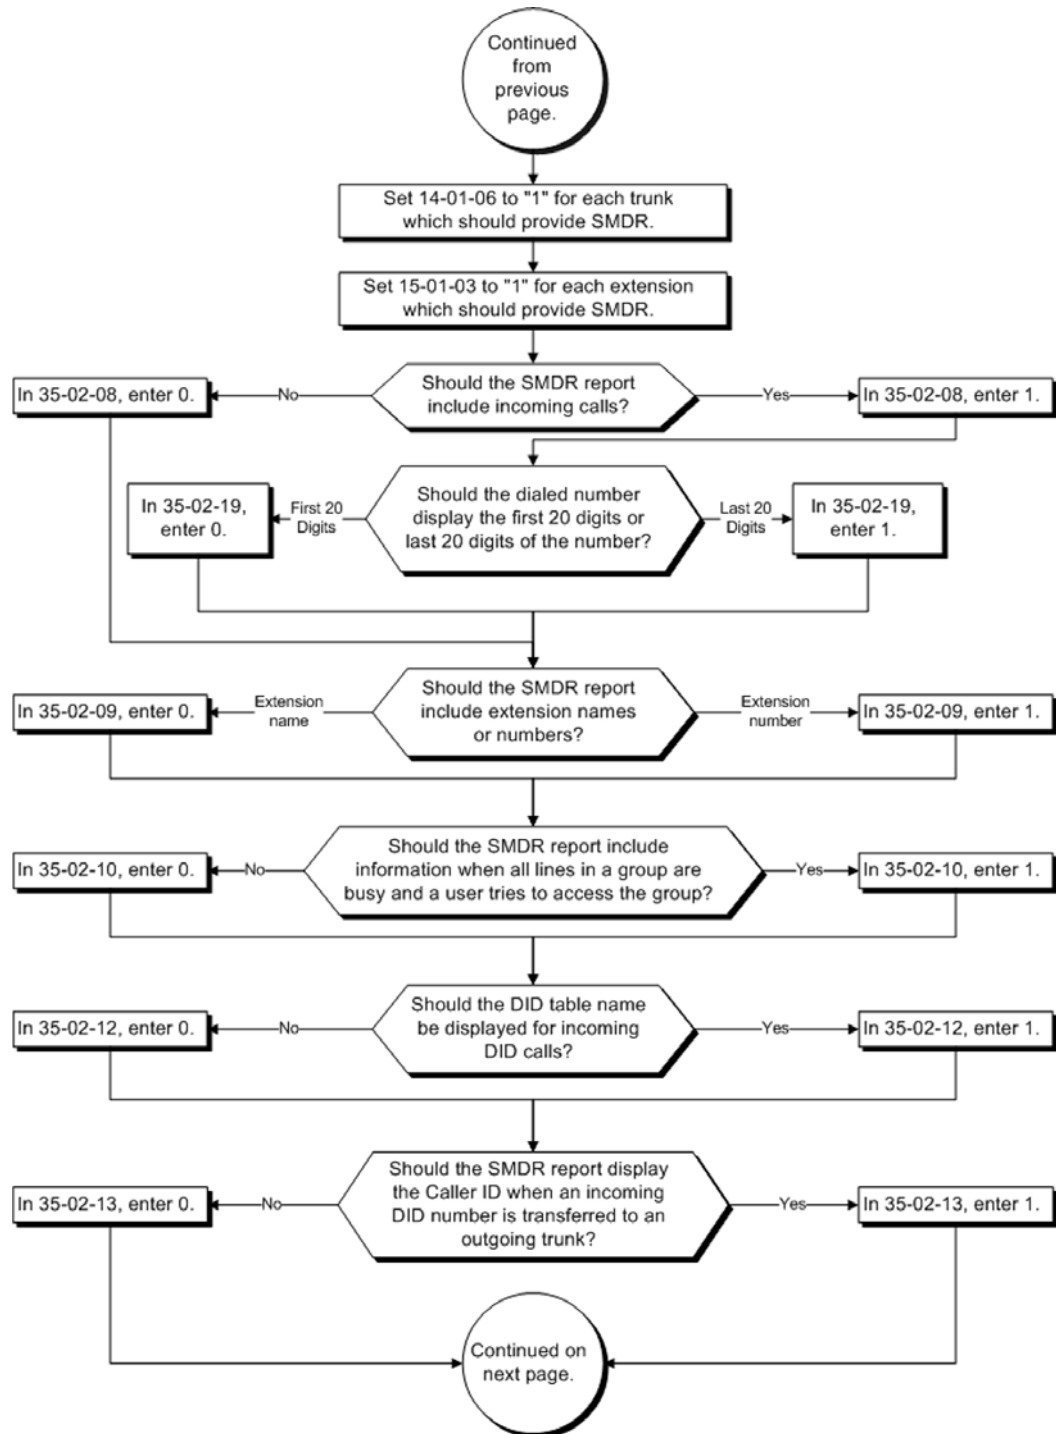 Continued
from
previous
page.
Set 14-01-06 to "1" for each trunk
which should provide SMDR.
Set 15-01-03 to "1" for each extension
which should provide SMDR.
In 35-02-08, enter 0.
No
Should the SMDR report
include incoming calls?
Yes
In 35-02-08, enter 1.
In 35-02-19,
enter 0.
First 20
Digits
Should the dialed number
display the first 20 digits or
last 20 digits of the number?
Last 20
Digits
In 35-02-19,
enter 1.
In 35-02-09, enter 0.
Extension
name
Should the SMDR report
include extension names
or numbers?
Extension
number
In 35-02-09, enter 1.
In 35-02-10, enter 0.
No
Should the SMDR report include
information when all lines in a group are
busy and a user tries to access the group?
Yes
In 35-02-10, enter 1.
In 35-02-12, enter 0.
No
Should the DID table name
be displayed for incoming
DID calls?
Yes
In 35-02-12, enter 1.
In 35-02-13, enter 0.
No
Should the SMDR report display
the Caller ID when an incoming
DID number is transferred to an
outgoing trunk?
Yes
In 35-02-13, enter 1.
Continued on
next page.